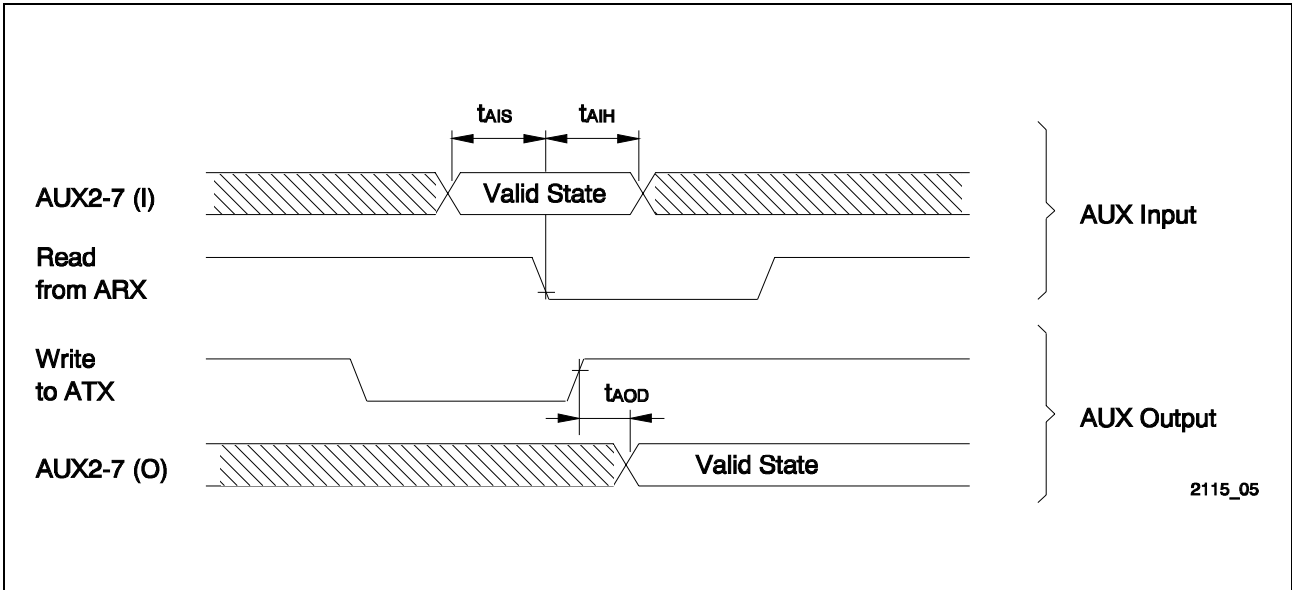 tAIS
tAIH
AUX2-7 (I)
Valid State
AUX Input
Read
from ARX
Write
to ATX
tAOD
AUX Output
AUX2-7 (O)
Valid State
2115_05